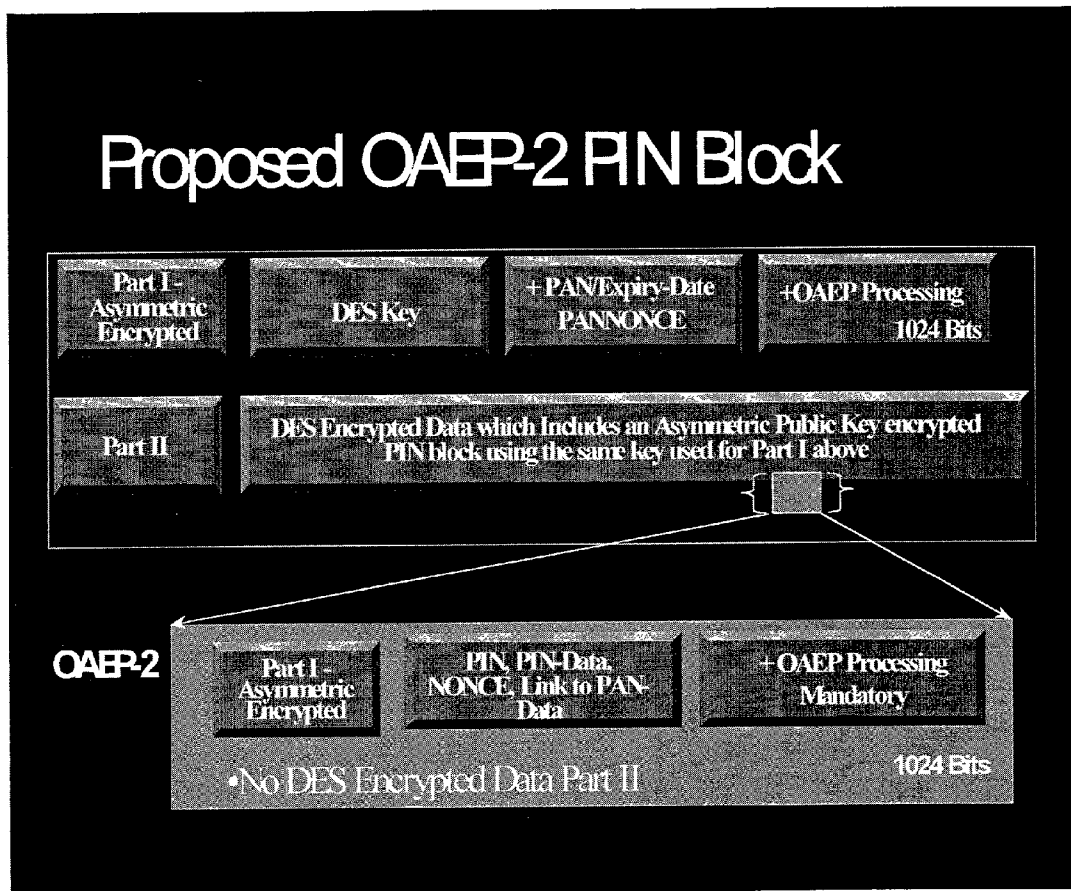 Proposed OAEP-2 PIN Block
Part I -
Asymmetric
Encrypted
DES Key
+ PAN/Expiry-Date
PANNONCE
+OAEP Processing
1024 Bits
Part II
DES Encrypted Data which Includes an Asymmetric Public Key encrypted
PIN block using the same key used for Part I above
OAEP-2
Part I -
Asymmetric
Encrypted
PIN, PIN-Data,
NONCE, Link to PAN-
Data
+ OAEP Processing
Mandatory
•No DES Encrypted Data Part II
1024 Bits